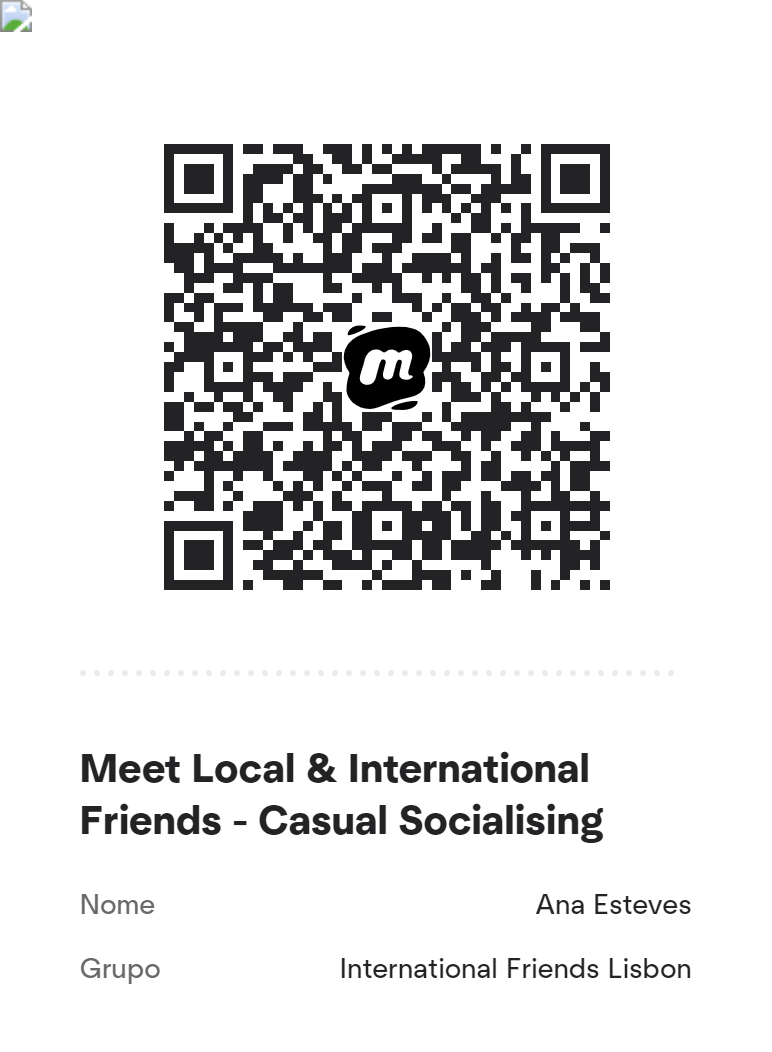 m
Meet Local & International
Friends - Casual Socialising
Nome Ana Esteves
Grupo International Friends Lisbon